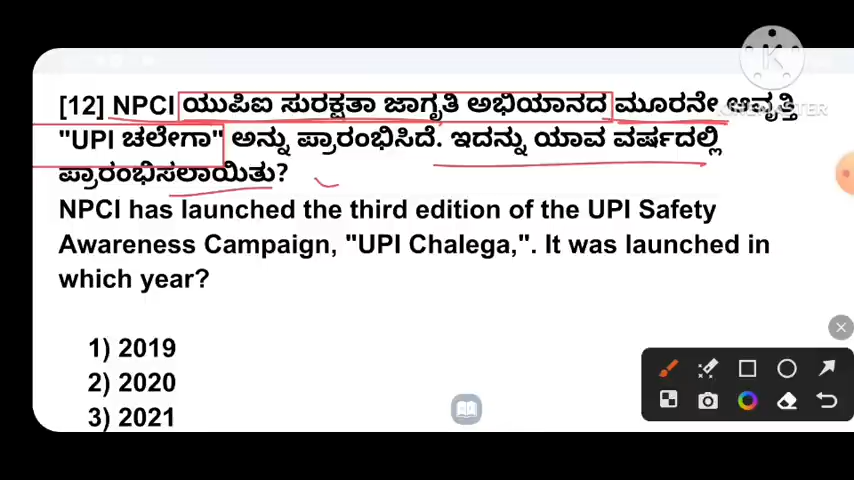 [12] NPCI ಯುಪಿಐ ಸುರಕ್ಷತಾ ಜಾಗೃತಿ ಅಭಿಯಾನದ ಮೂರನೇ ಆವೃತ್ತಿ
"UPI ಚಲೇಗಾ" ಅನ್ನು ಪ್ರಾರಂಭಿಸಿದೆ. ಇದನ್ನು ಯಾವ ವರ್ಷದಲ್ಲಿ
ಪ್ರಾರಂಭಿಸಲಾಯಿತು?
NPCI has launched the third edition of the UPI Safety
Awareness Campaign, "UPI Chalega,". It was launched in
which year?
1) 2019
2) 2020
3) 2021
K
KINEMASTER